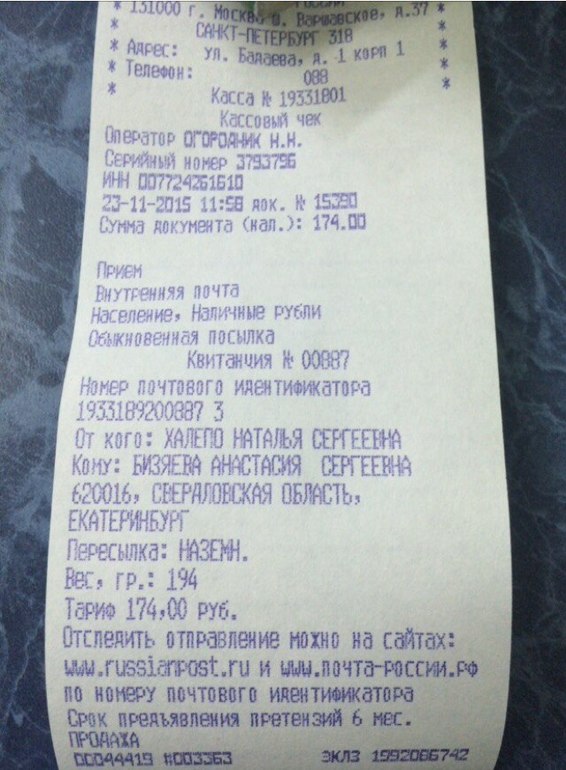 * 131000 г. Москва о. Варшавское, д.37 *
САНКТ-ПЕТЕРБУРГ 318
* Адрес: ул. Балаева, д. 1 корп 1 *
* Телефон: 088 *
* *
Касса № 19331801
Кассовый чек
Оператор ОГОРОДНИК Н.Н.
Серийный номер 3793796
ИНН 007724261610
23-11-2015 11:58 док. № 15390
Сумма документа (нал.): 174.00
Прием
Внутренняя почта
Население, Наличные рубли
Обыкновенная посылка
Квитанция № 00887
Номер почтового идентификатора
1933189200887 3
От кого: ХАЛЕПО НАТАЛЬЯ СЕРГЕЕВНА
Кому: БИЗЯЕВА АНАСТАСИЯ СЕРГЕЕВНА
620016, СВЕРДЛОВСКАЯ ОБЛАСТЬ,
ЕКАТЕРИНБУРГ
Пересылка: НАЗЕМН.
Вес, гр.: 194
Тариф 174,00 руб.
Отследить отправление можно на сайтах:
www.russianpost.ru и www.почта-россии.рф
по номеру почтового идентификатора
Срок предъявления претензий 6 мес.
ПРОДАЖА
00044419 #003363 ЭКЛЗ 1992066742